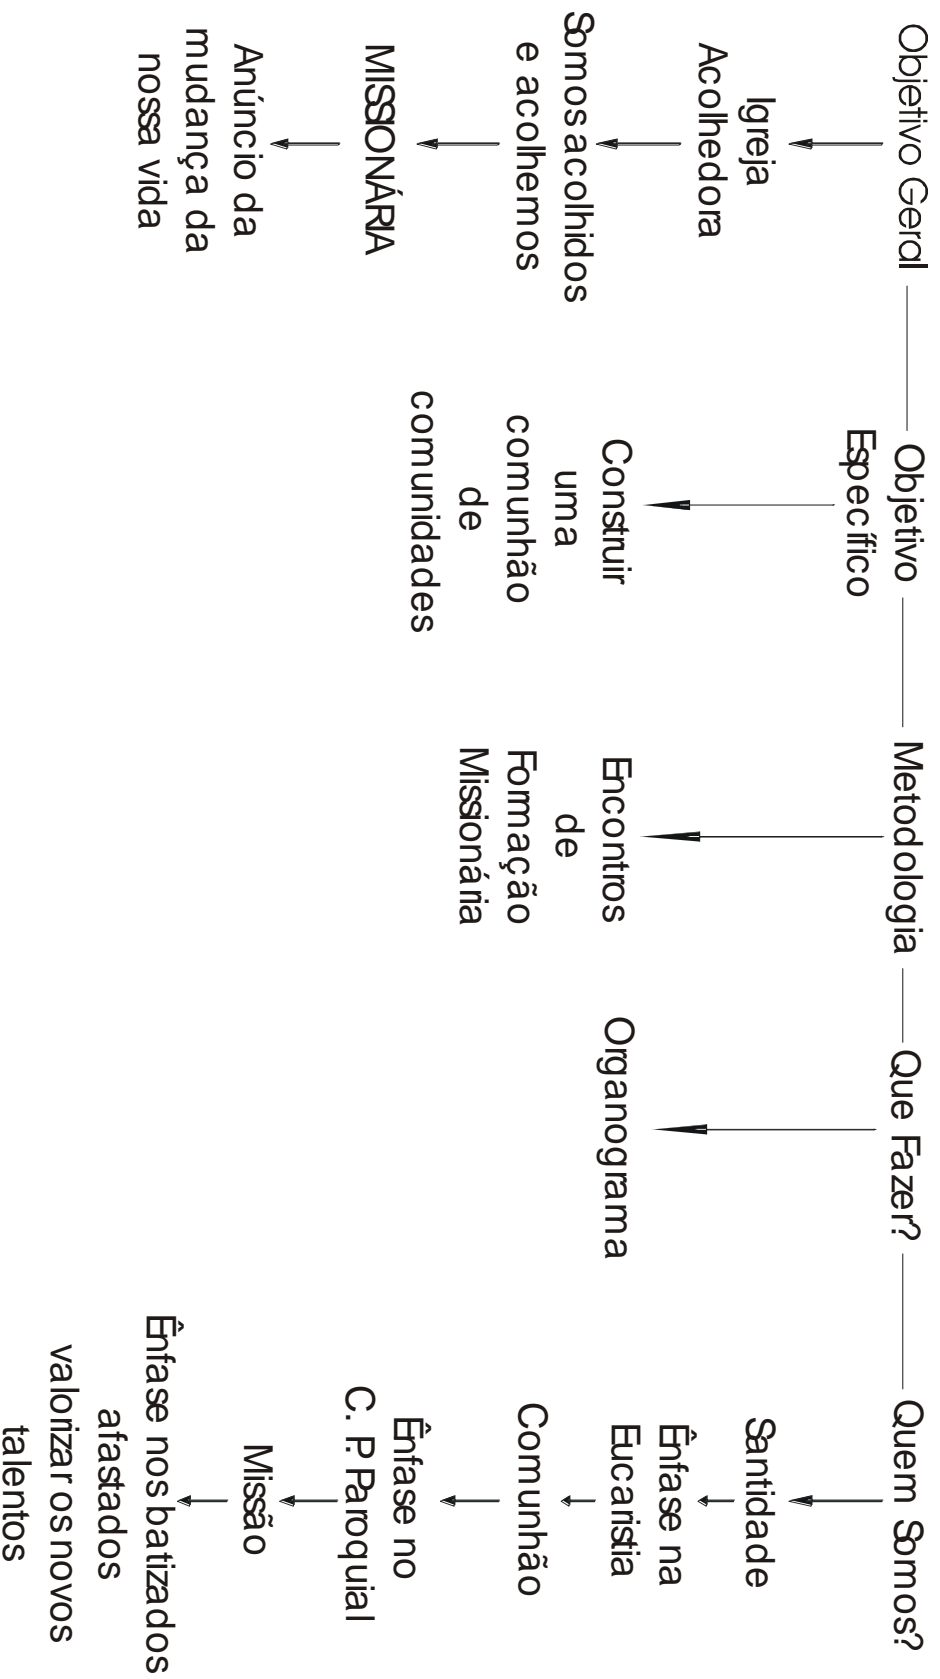 Objetivo Geral
Igreja
Acolhedora
Somos acolhidos
e acolhemos
MISSIONÁRIA
Anúncio da
mudança da
nossa vida
Objetivo
Específico
Construir
uma
comunhão
de
comunidades
Metodologia
Encontros
de
Formação
Missionária
Que Fazer?
Organograma
Quem Somos?
Santidade
Ênfase na
Eucaristia
Comunhão
Ênfase no
C. P. Paroquial
Missão
Ênfase nos batizados
afastados
valorizar os novos
talentos